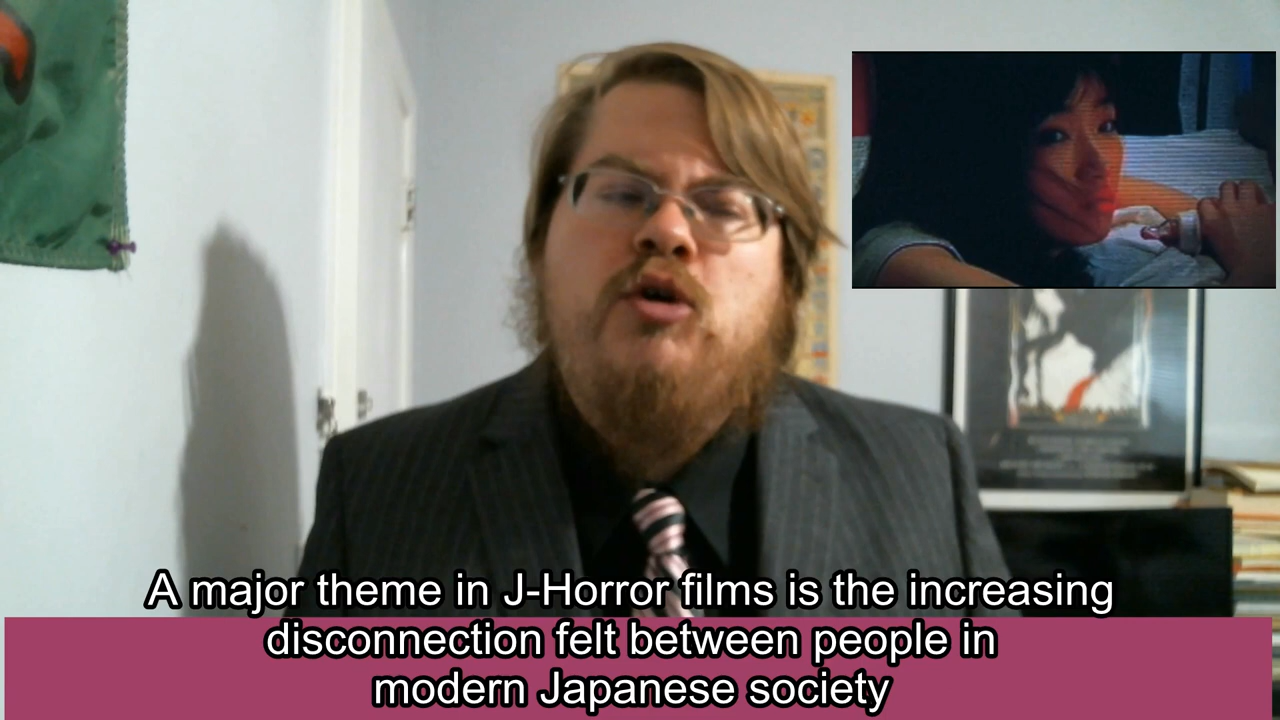 A major theme in J-Horror films is the increasing
disconnection felt between people in
modern Japanese society